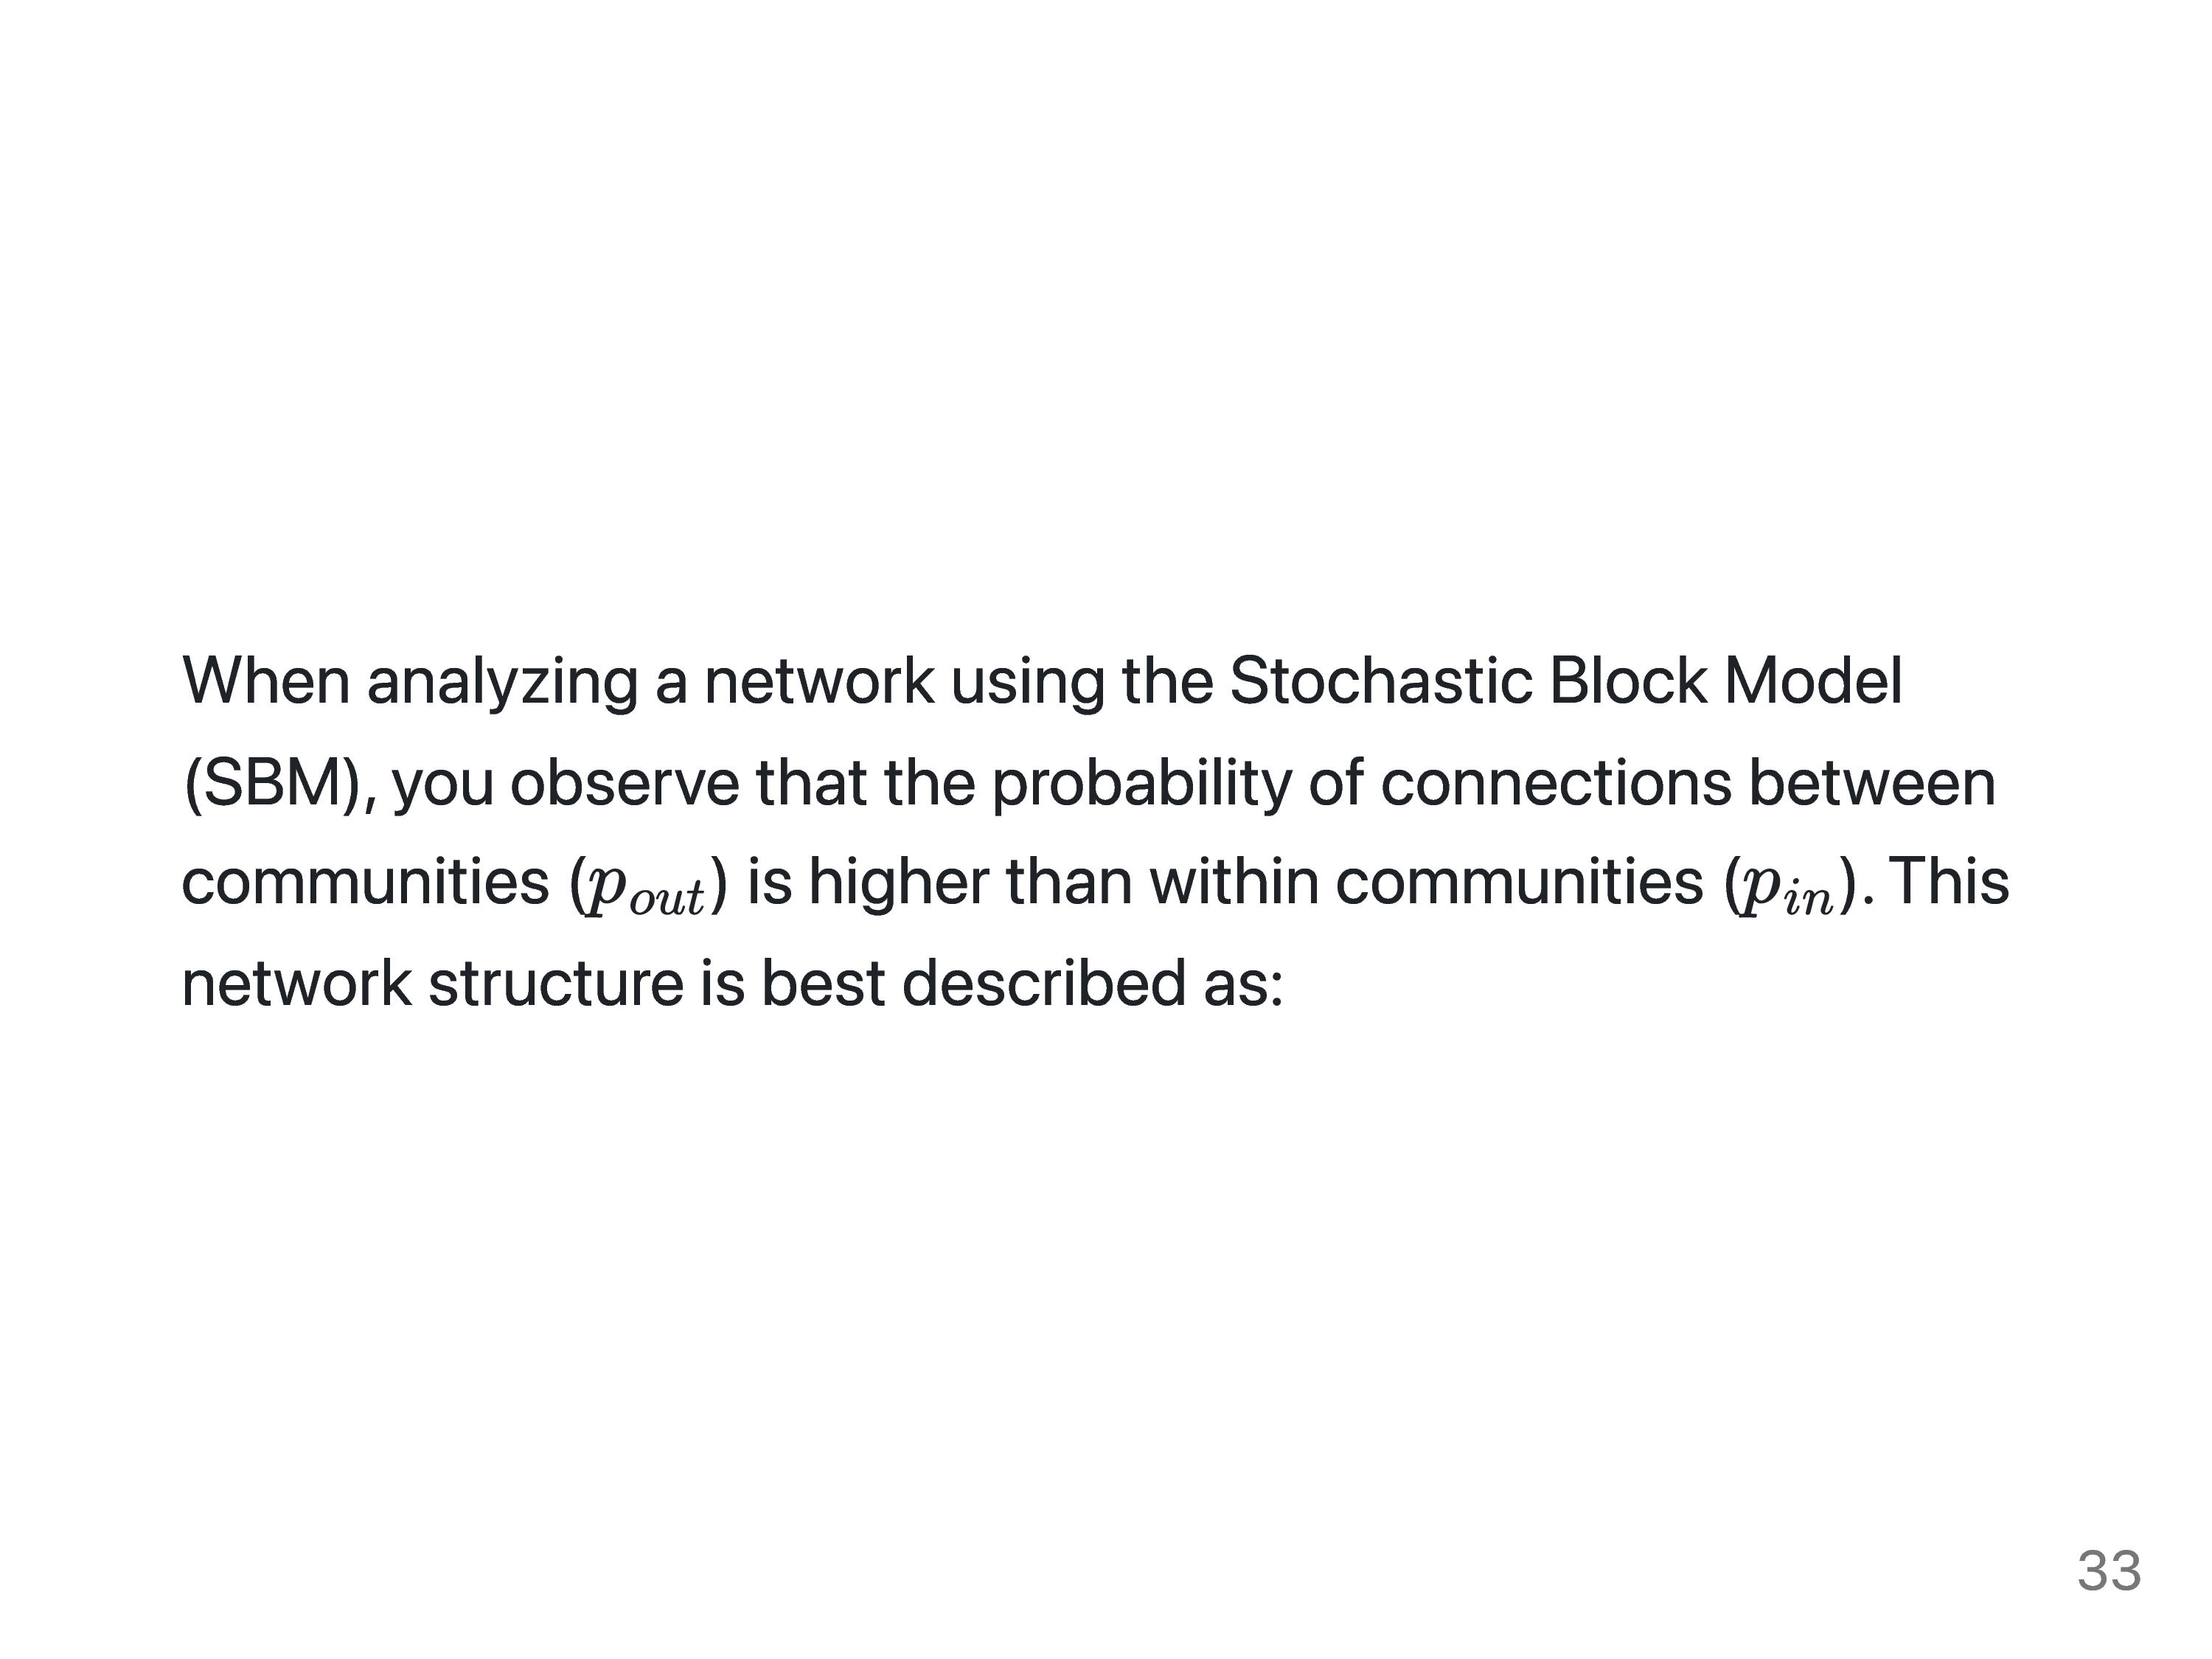 When analyzing a network using the Stochastic Block Model
(SBM), you observe that the probability of connections between
communities (p_{out}) is higher than within communities (p_{in}). This
network structure is best described as:
33